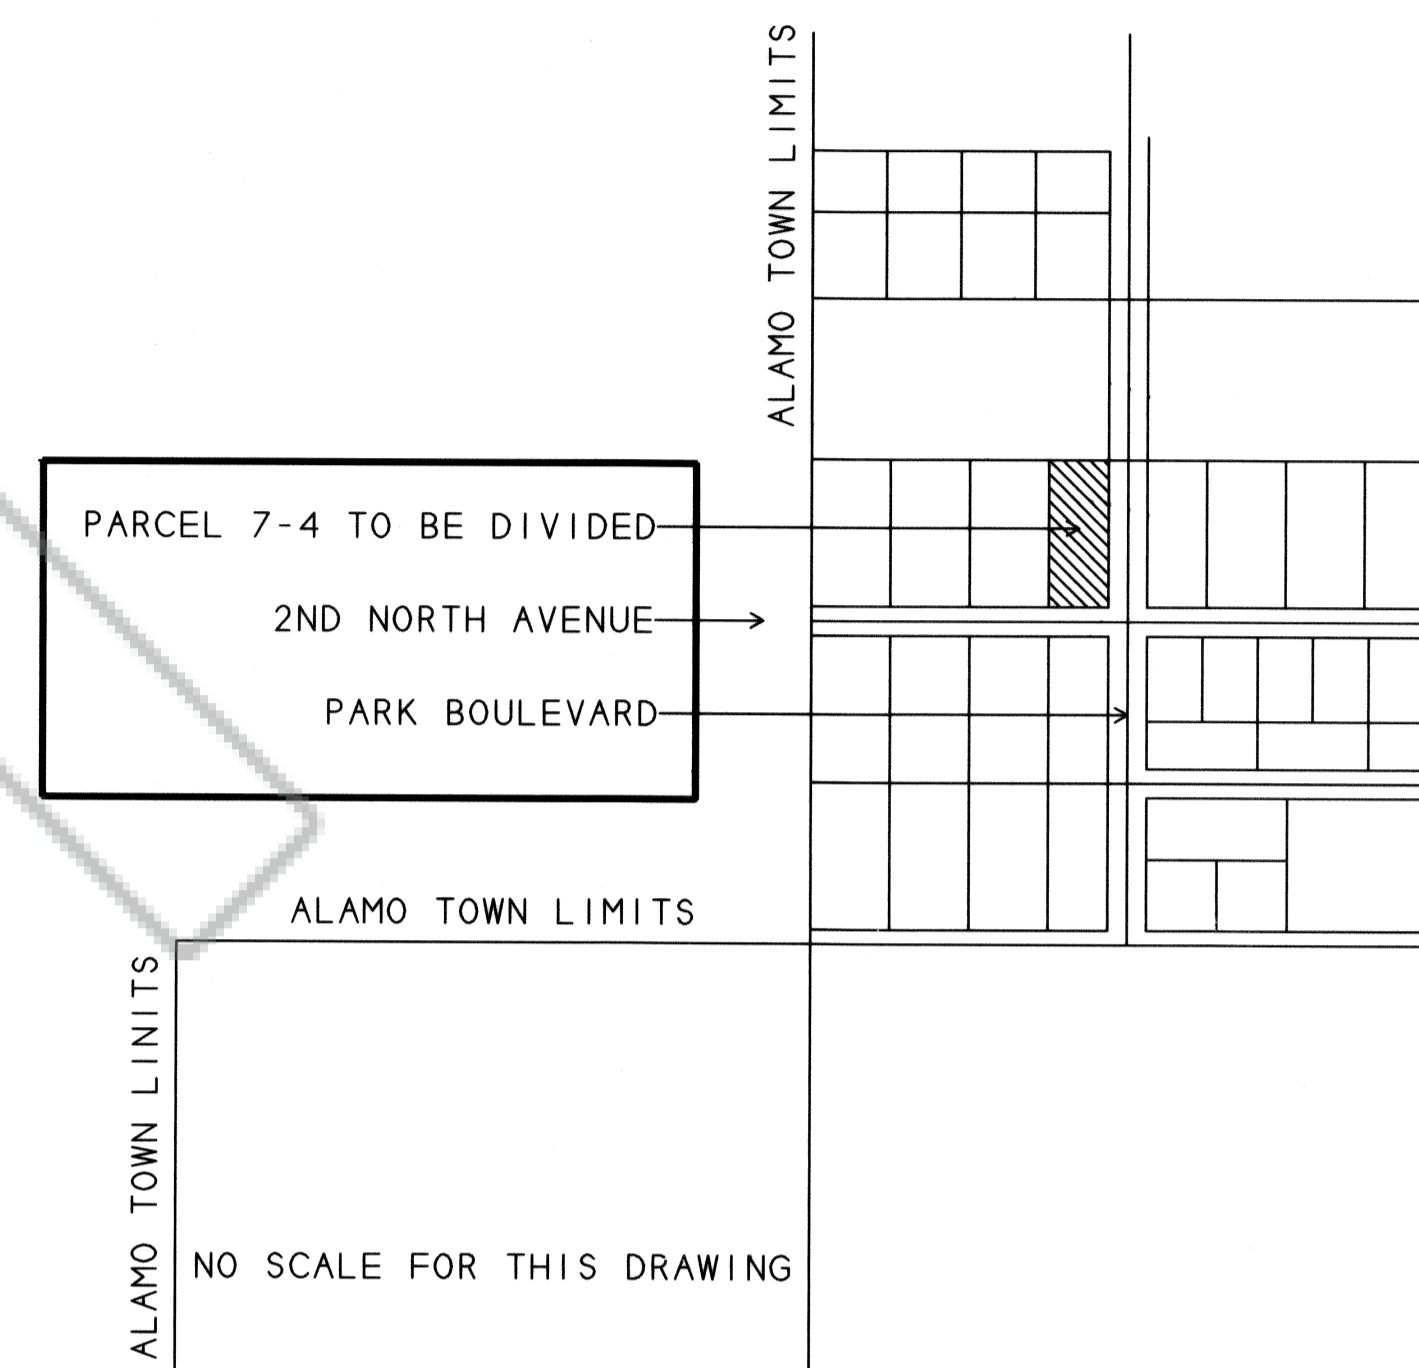 ALAMO TOWN LIMITS
PARCEL 7-4 TO BE DIVIDED
2ND NORTH AVENUE
PARK BOULEVARD
ALAMO TOWN LIMITS
ALAMO TOWN LINITS
NO SCALE FOR THIS DRAWING